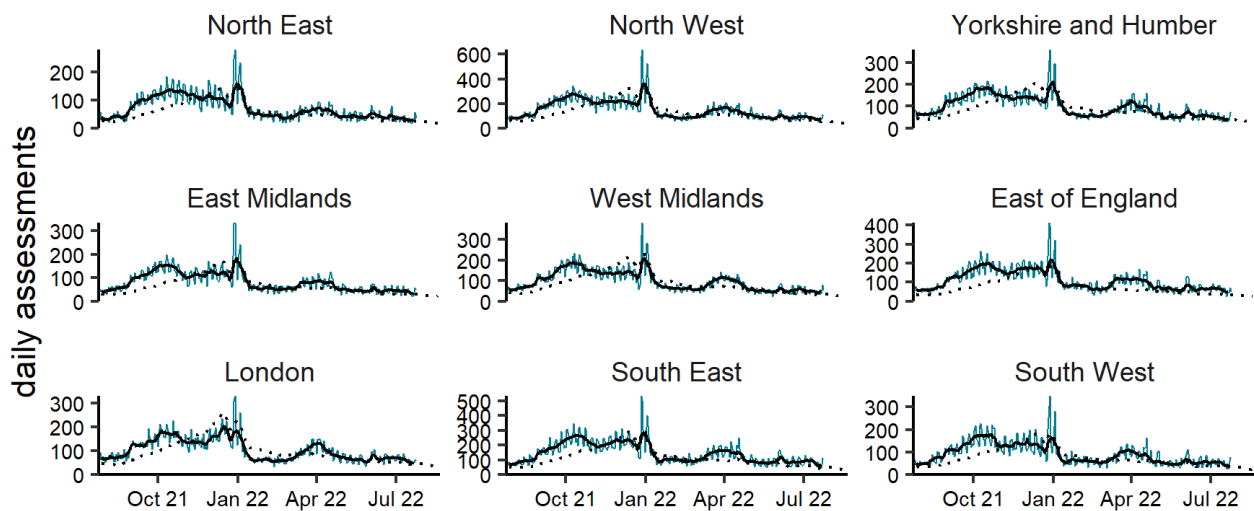 North East
North West
Yorkshire and Humber
200
100
0
600
400
200
0
300
200
100
0
daily assessments
East Midlands
West Midlands
East of England
300
200
100
0
300
200
100
0
400
300
200
100
0
London
South East
South West
300
200
100
0
500
400
300
200
100
0
300
200
100
0
Oct 21 Jan 22 Apr 22 Jul 22
Oct 21 Jan 22 Apr 22 Jul 22
Oct 21 Jan 22 Apr 22 Jul 22